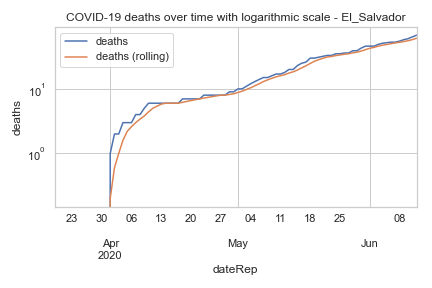 COVID-19 deaths over time with logarithmic scale - El_Salvador
deaths
deaths (rolling)
deaths
10¹
10⁰
23 30 06 13 20 27 04 11 18 25 08
Apr May Jun
2020
dateRep